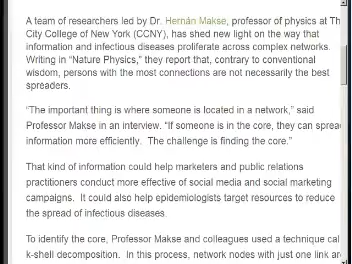 A team of researchers led by Dr. Hernán Makse, professor of physics at Th
City College of New York (CCNY), has shed new light on the way that
information and infectious diseases proliferate across complex networks.
Writing in “Nature Physics,” they report that, contrary to conventional
wisdom, persons with the most connections are not necessarily the best
spreaders.
“The important thing is where someone is located in a network,” said
Professor Makse in an interview. “If someone is in the core, they can sprea
information more efficiently. The challenge is finding the core.”
That kind of information could help marketers and public relations
practitioners conduct more effective of social media and social marketing
campaigns. It could also help epidemiologists target resources to reduce
the spread of infectious diseases.
To identify the core, Professor Makse and colleagues used a technique cal
k-shell decomposition. In this process, network nodes with just one link ar